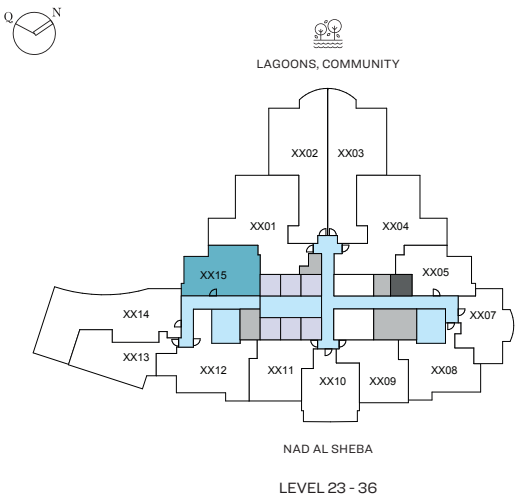 Q N
LAGOONS, COMMUNITY
XX02 XX03
XX01 XX04
XX15 XX05
XX14 XX07
XX13 XX12 XX11 XX10 XX09 XX08
NAD AL SHEBA
LEVEL 23 - 36